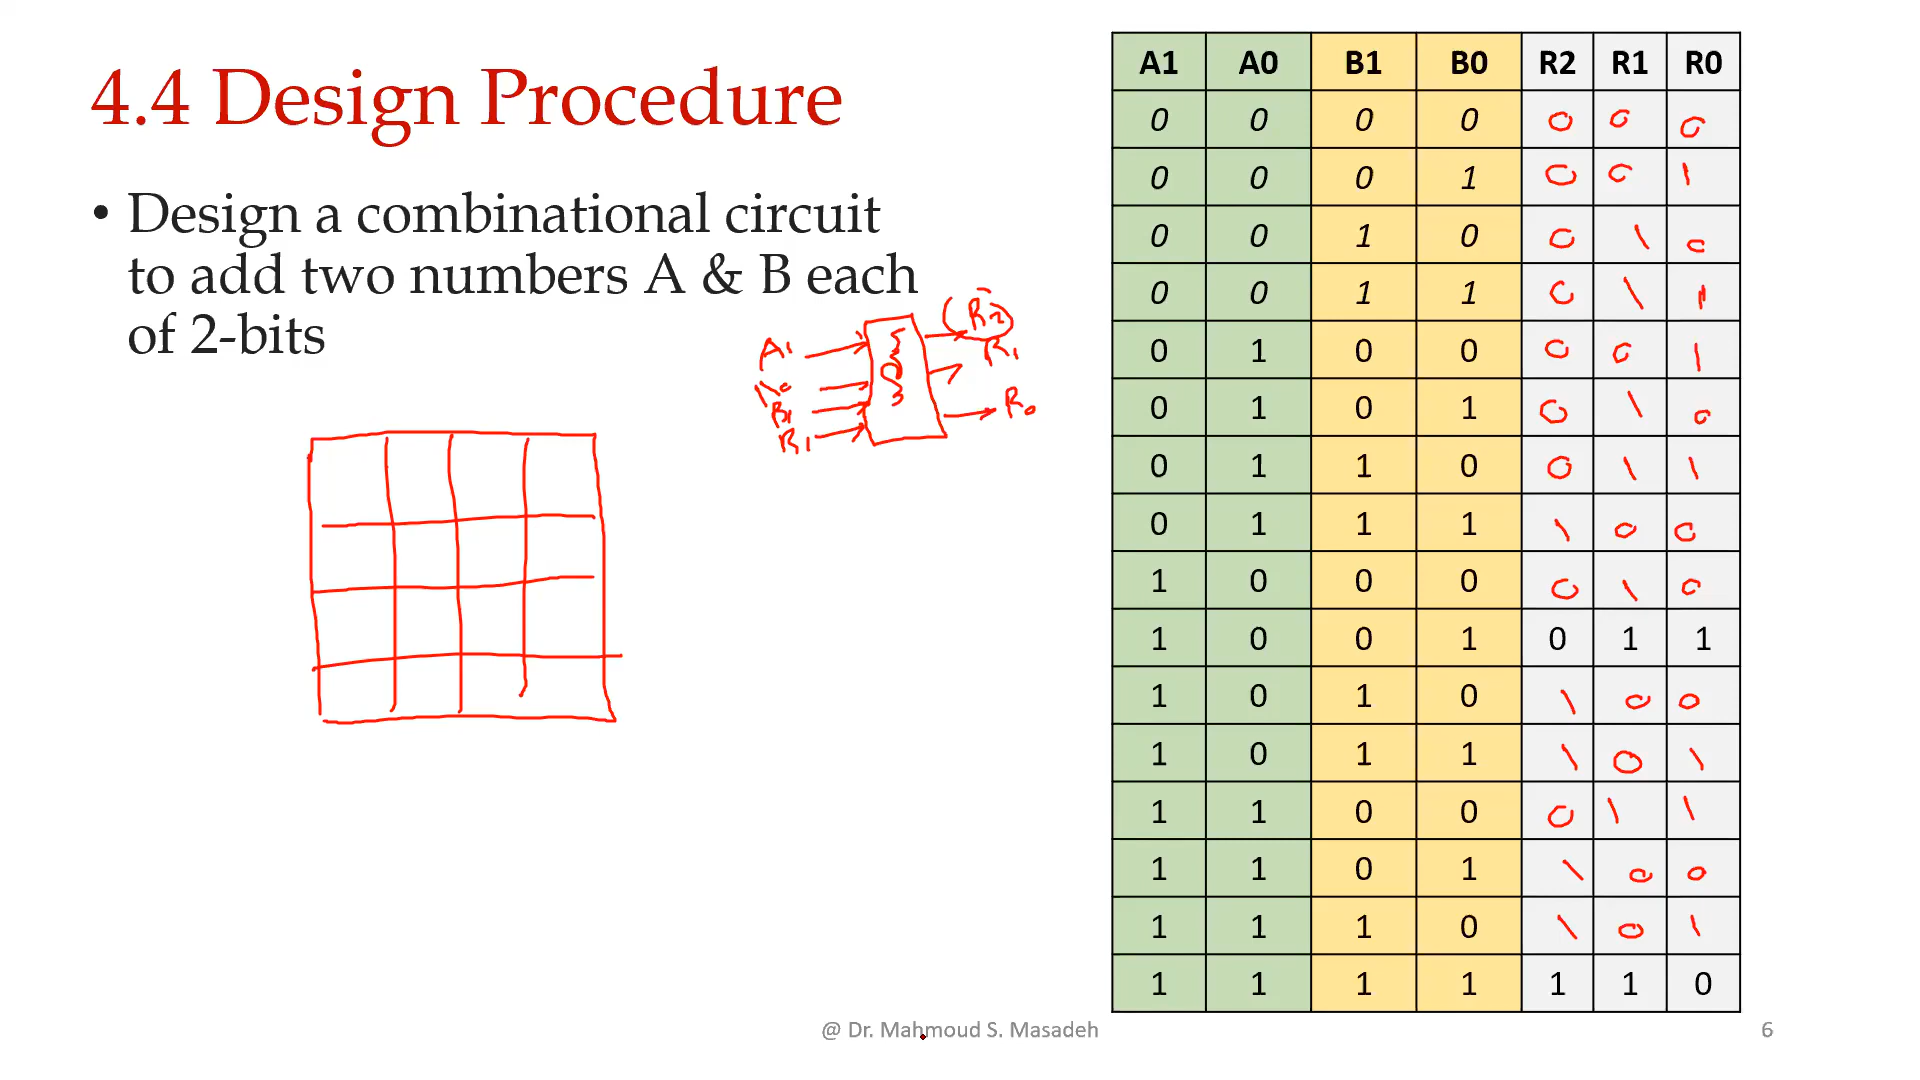 4.4 Design Procedure
• Design a combinational circuit
to add two numbers A & B each
of 2-bits
A1
A0
B1
R1
R2
R1
R0
A1 A0 B1 B0 R2 R1 R0
0 0 0 0 0 0 0
0 0 0 1 0 0 1
0 0 1 0 0 1 0
0 0 1 1 0 1 1
0 1 0 0 0 0 1
0 1 0 1 0 1 0
0 1 1 0 0 1 1
0 1 1 1 1 0 0
1 0 0 0 0 1 0
1 0 0 1 0 1 1
1 0 1 0 1 0 0
1 0 1 1 1 0 1
1 1 0 0 0 1 1
1 1 0 1 1 0 0
1 1 1 0 1 0 1
1 1 1 1 1 1 0
@ Dr. Mahmoud S. Masadeh
6